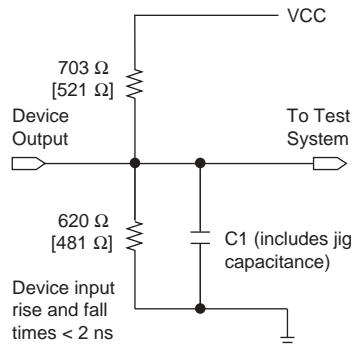 VCC
703 Ω
[521 Ω]
Device
Output
To Test
System
620 Ω
[481 Ω]
C1 (includes jig
capacitance)
Device input
rise and fall
times < 2 ns